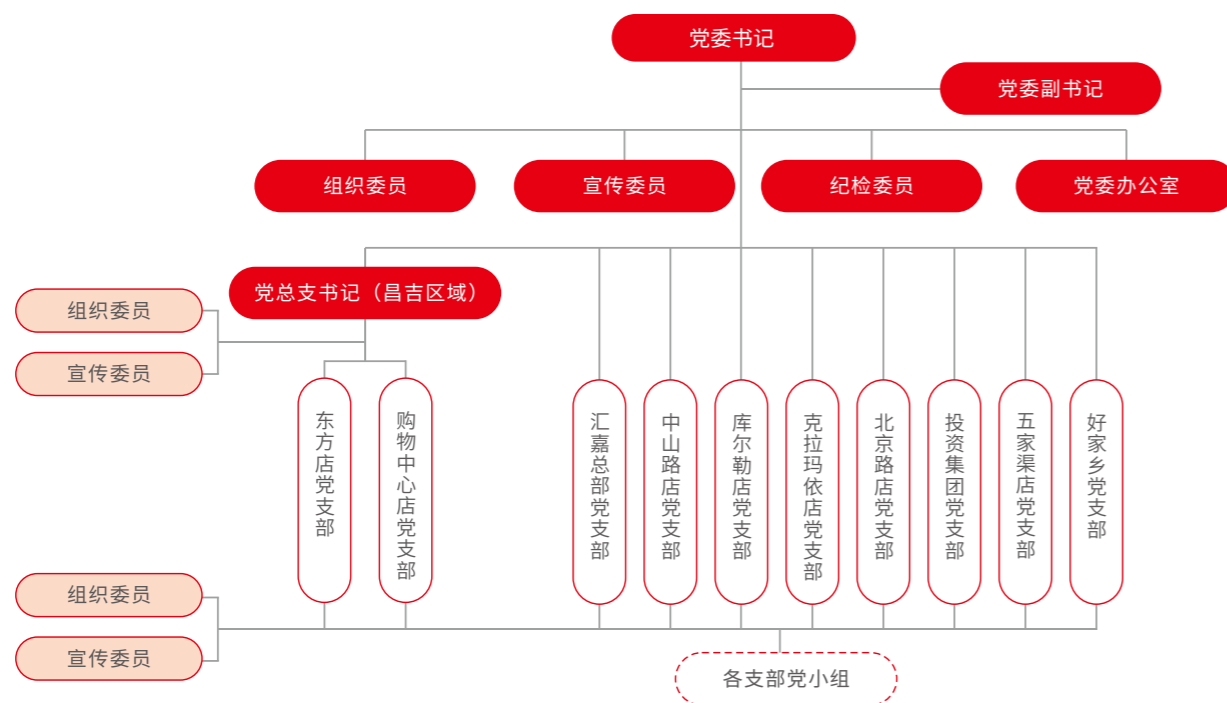 党委书记
党委副书记
组织委员
宣传委员
纪检委员
党委办公室
党总支书记（昌吉区域）
组织委员
宣传委员
东方店党支部
购物中心店党支部
汇嘉总部党支部
中山路店党支部
库尔勒店党支部
克拉玛依店党支部
北京路店党支部
投资集团党支部
五家渠店党支部
好家乡党支部
组织委员
宣传委员
各支部党小组